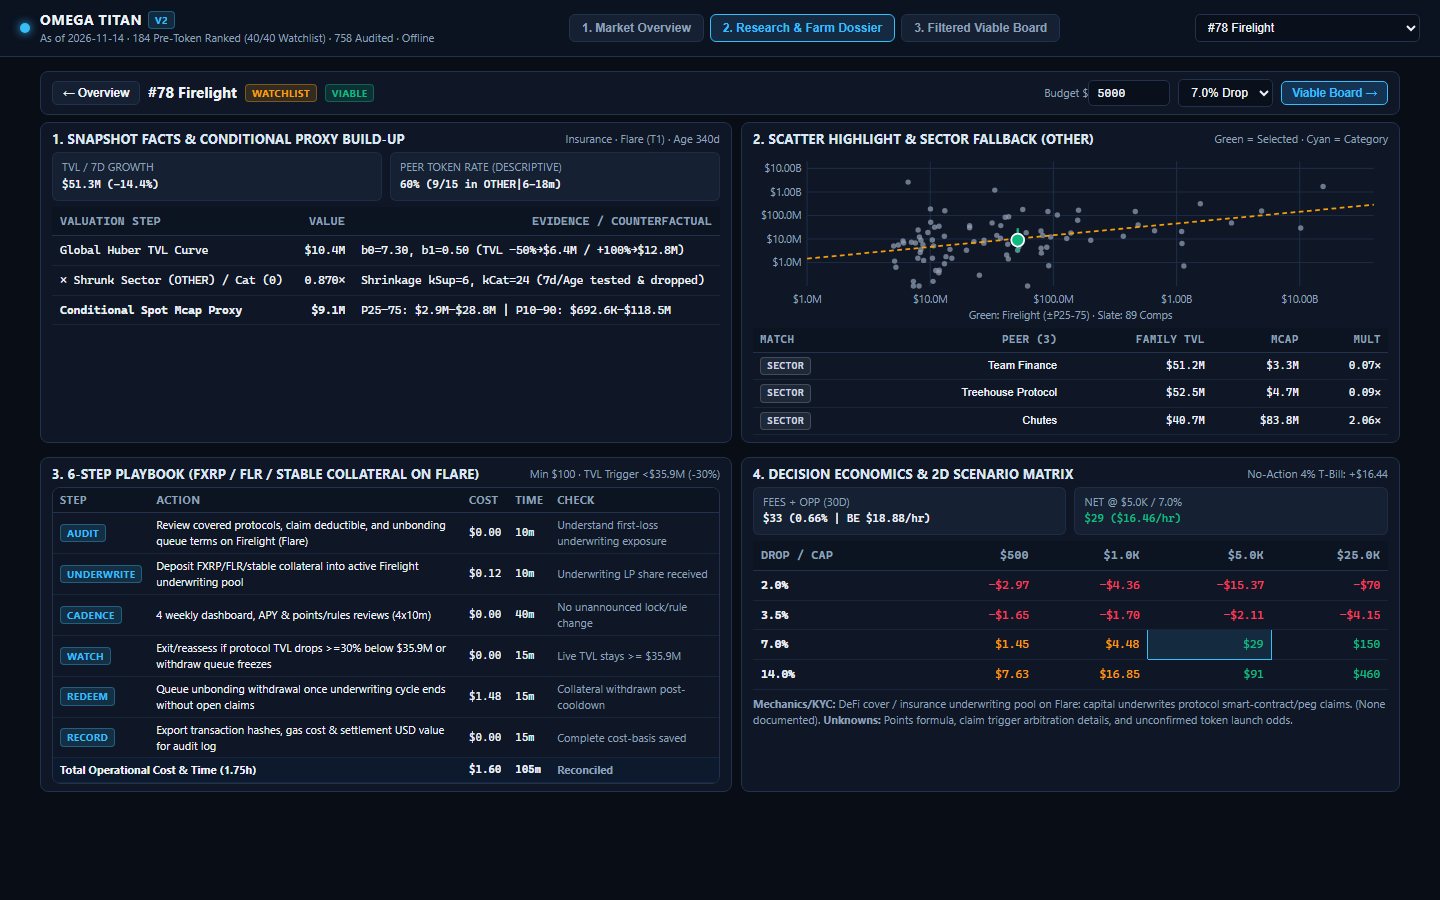 OMEGA TITAN V2
As of 2026-11-14 · 184 Pre-Token Ranked (40/40 Watchlist) · 758 Audited · Offline
1. Market Overview
2. Research & Farm Dossier
3. Filtered Viable Board
#78 Firelight
← Overview #78 Firelight WATCHLIST VIABLE
Budget $ 5000 7.0% Drop Viable Board →
1. SNAPSHOT FACTS & CONDITIONAL PROXY BUILD-UP
Insurance · Flare (T1) · Age 340d
TVL / 7D GROWTH
$51.3M (−14.4%)
PEER TOKEN RATE (DESCRIPTIVE)
60% (9/15 in OTHER|6-18m)
VALUATION STEP VALUE EVIDENCE / COUNTERFACTUAL
Global Huber TVL Curve $10.4M b0=7.30, b1=0.50 (TVL −50%→$6.4M / +100%→$12.8M)
× Shrunk Sector (OTHER) / Cat (0) 0.870× Shrinkage kSup=6, kCat=24 (7d/Age tested & dropped)
Conditional Spot Mcap Proxy $9.1M P25-75: $2.9M–$28.8M | P10-90: $692.6K–$118.5M
2. SCATTER HIGHLIGHT & SECTOR FALLBACK (OTHER)
Green = Selected · Cyan = Category
$10.00B
$1.00B
$100.0M
$10.0M
$1.0M
$1.0M $10.0M $100.0M $1.00B $10.00B
Green: Firelight (±P25-75) · Slate: 89 Comps
MATCH PEER (3) FAMILY TVL MCAP MULT
SECTOR Team Finance $51.2M $3.3M 0.07×
SECTOR Treehouse Protocol $52.5M $4.7M 0.09×
SECTOR Chutes $40.7M $83.8M 2.06×
3. 6-STEP PLAYBOOK (FXRP / FLR / STABLE COLLATERAL ON FLARE)
Min $100 · TVL Trigger <$35.9M (-30%)
STEP ACTION COST TIME CHECK
AUDIT Review covered protocols, claim deductible, and unbonding $0.00 10m Understand first-loss
queue terms on Firelight (Flare) underwriting exposure
UNDERWRITE Deposit FXRP/FLR/stable collateral into active Firelight $0.12 10m Underwriting LP share received
underwriting pool
CADENCE 4 weekly dashboard, APY & points/rules reviews (4x10m) $0.00 40m No unannounced lock/rule
change
WATCH Exit/reassess if protocol TVL drops >=30% below $35.9M or $0.00 15m Live TVL stays >= $35.9M
withdraw queue freezes
REDEEM Queue unbonding withdrawal once underwriting cycle ends $1.48 15m Collateral withdrawn post-
without open claims cooldown
RECORD Export transaction hashes, gas cost & settlement USD value $0.00 15m Complete cost-basis saved
for audit log
Total Operational Cost & Time (1.75h) $1.60 105m Reconciled
4. DECISION ECONOMICS & 2D SCENARIO MATRIX
No-Action 4% T-Bill: +$16.44
FEES + OPP (30D)
$33 (0.66% | BE $18.88/hr)
NET @ $5.0K / 7.0%
$29 ($16.46/hr)
DROP / CAP $500 $1.0K $5.0K $25.0K
2.0% −$2.97 −$4.36 −$15.37 −$70
3.5% −$1.65 −$1.70 −$2.11 −$4.15
7.0% $1.45 $4.48 $29 $150
14.0% $7.63 $16.85 $91 $460
Mechanics/KYC: DeFi cover / insurance underwriting pool on Flare: capital underwrites protocol smart-contract/peg claims. (None
documented). Unknowns: Points formula, claim trigger arbitration details, and unconfirmed token launch odds.